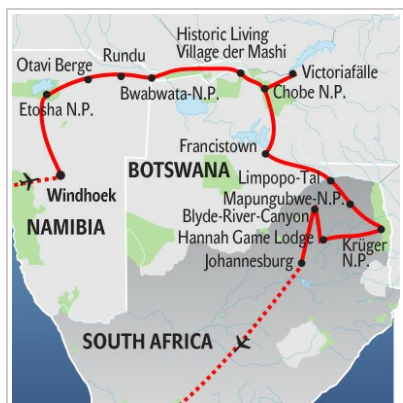 Historic Living
Village der Mashi
Rundu
Otavi Berge
Victoriafälle
Etosha N.P.
Bwabwata-N.P.
Chobe N.P.
Francistown
BOTSWANA
Limpopo-Tal
Windhoek
Mapungubwe-N.P.
Blyde-River-Canyon
NAMIBIA
Hannah Game Lodge
Krüger
N.P.
Johannesburg
SOUTH AFRICA